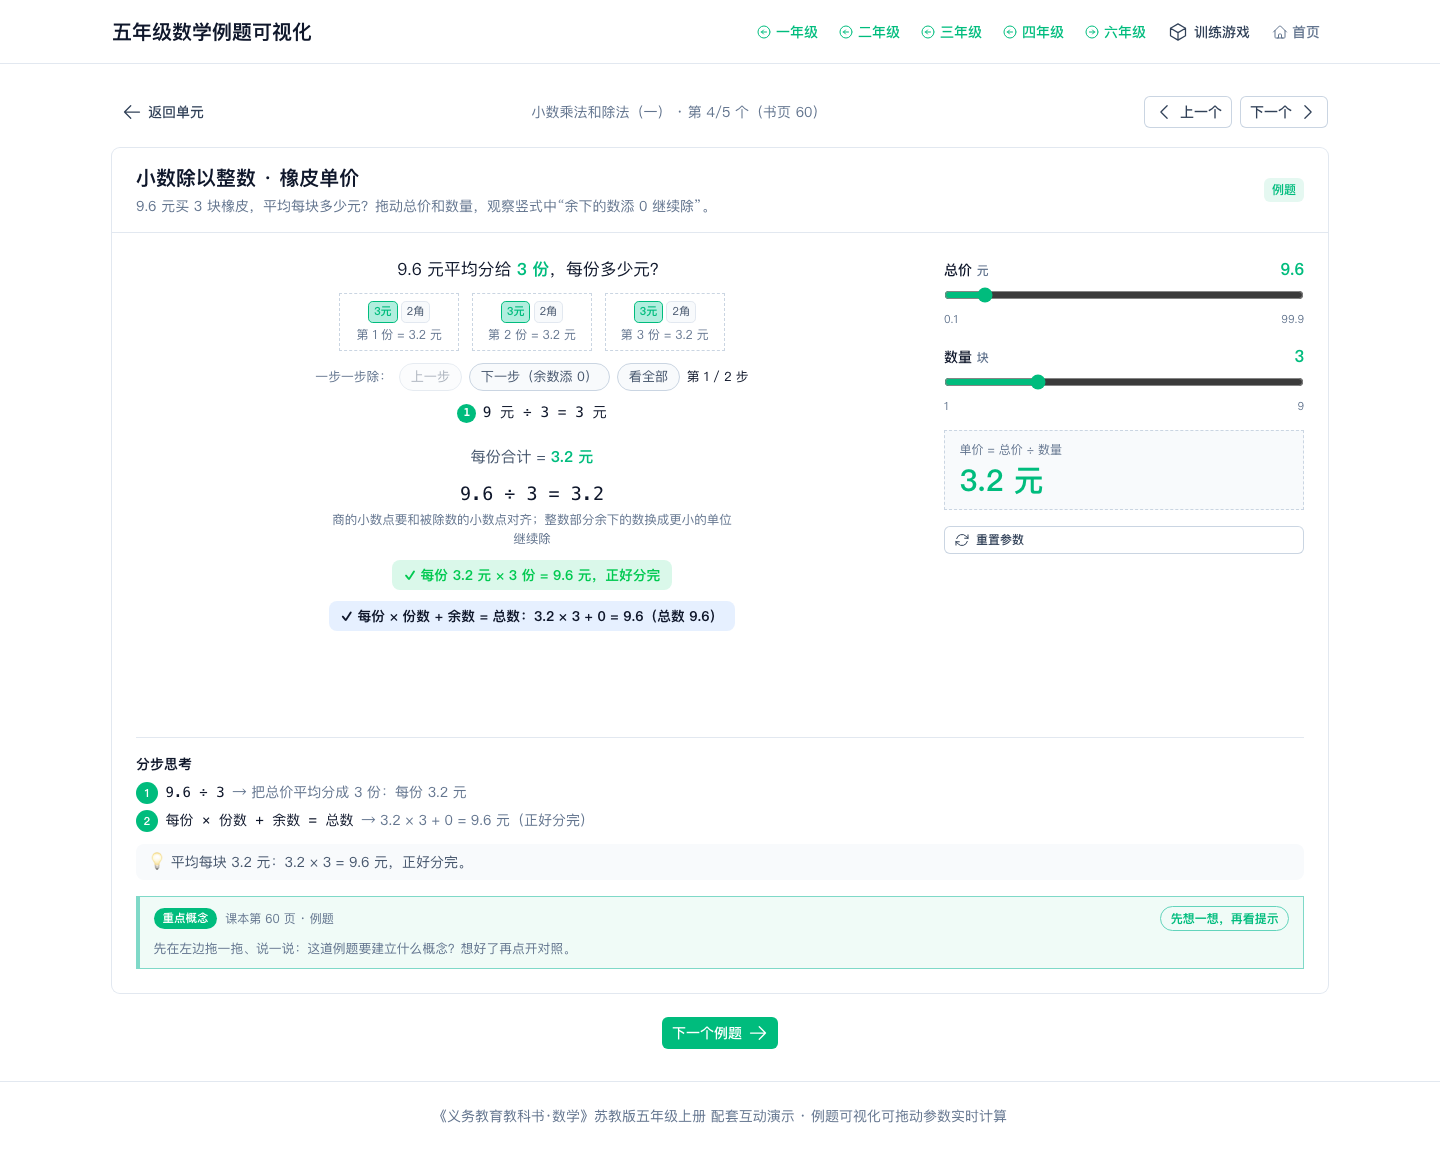 五年级数学例题可视化
一年级 二年级 三年级 四年级 六年级 训练游戏 首页
返回单元
小数乘法和除法（一） · 第 4/5 个（书页 60）
上一个 下一个
小数除以整数 · 橡皮单价
例题
9.6 元买 3 块橡皮，平均每块多少元？拖动总价和数量，观察竖式中“余下的数添 0 继续除”。
9.6 元平均分给 3 份，每份多少元？
3元 2角 3元 2角 3元 2角
第 1 份 = 3.2 元 第 2 份 = 3.2 元 第 3 份 = 3.2 元
一步一步除： 上一步 下一步（余数添 0） 看全部 第 1 / 2 步
1 9 元 ÷ 3 = 3 元
每份合计 = 3.2 元
9.6 ÷ 3 = 3.2
商的小数点要和被除数的小数点对齐；整数部分余下的数换成更小的单位
继续除
✓ 每份 3.2 元 × 3 份 = 9.6 元，正好分完
✓ 每份 × 份数 + 余数 = 总数：3.2 × 3 + 0 = 9.6（总数 9.6）
总价 元 9.6
0.1 99.9
数量 块 3
1 9
单价 = 总价 ÷ 数量
3.2 元
重置参数
分步思考
1 9.6 ÷ 3 → 把总价平均分成 3 份：每份 3.2 元
2 每份 × 份数 + 余数 = 总数 → 3.2 × 3 + 0 = 9.6 元（正好分完）
💡 平均每块 3.2 元：3.2 × 3 = 9.6 元，正好分完。
重点概念 课本第 60 页 · 例题 先想一想，再看提示
先在左边拖一拖、说一说：这道例题要建立什么概念？想好了再点开对照。
下一个例题 →
《义务教育教科书·数学》苏教版五年级上册 配套互动演示 · 例题可视化可拖动参数实时计算